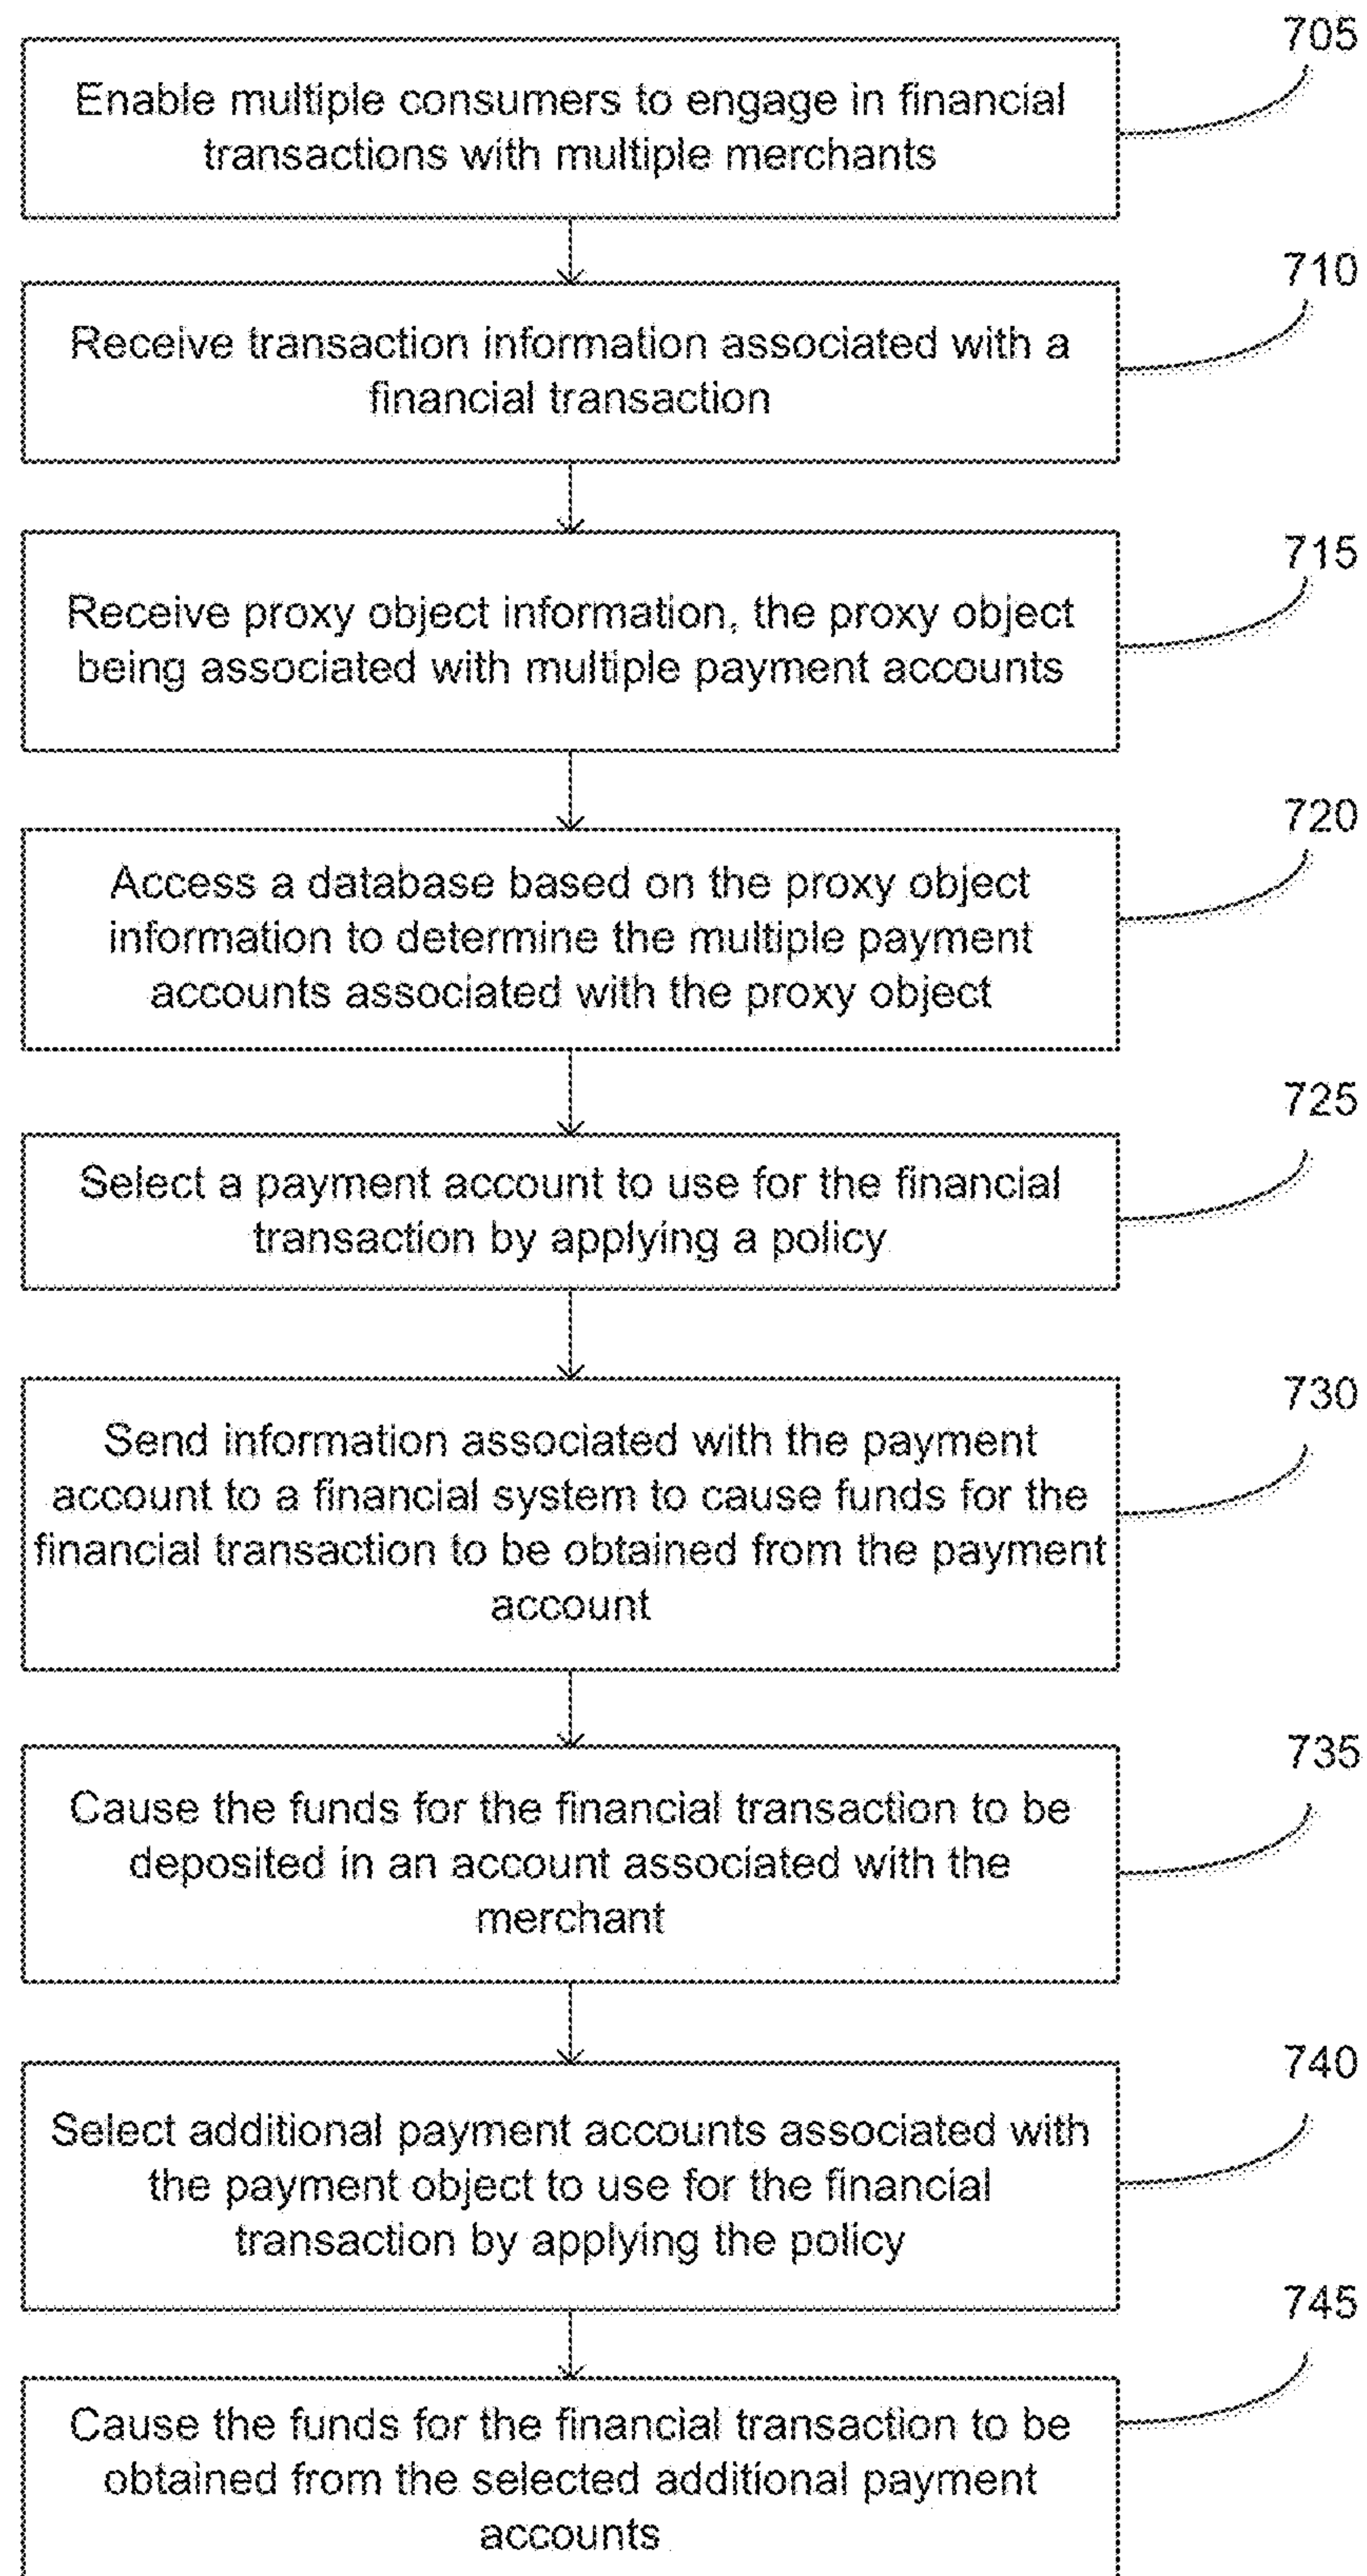 705
Enable multiple consumers to engage in financial
transactions with multiple merchants
710
Receive transaction information associated with a
financial transaction
715
Receive proxy object information, the proxy object
being associated with multiple payment accounts
720
Access a database based on the proxy object
information to determine the multiple payment
accounts associated with the proxy object
725
Select a payment account to use for the financial
transaction by applying a policy
730
Send information associated with the payment
account to a financial system to cause funds for the
financial transaction to be obtained from the payment
account
735
Cause the funds for the financial transaction to be
deposited in an account associated with the
merchant
740
Select additional payment accounts associated with
the payment object to use for the financial
transaction by applying the policy
745
Cause the funds for the financial transaction to be
obtained from the selected additional payment
accounts